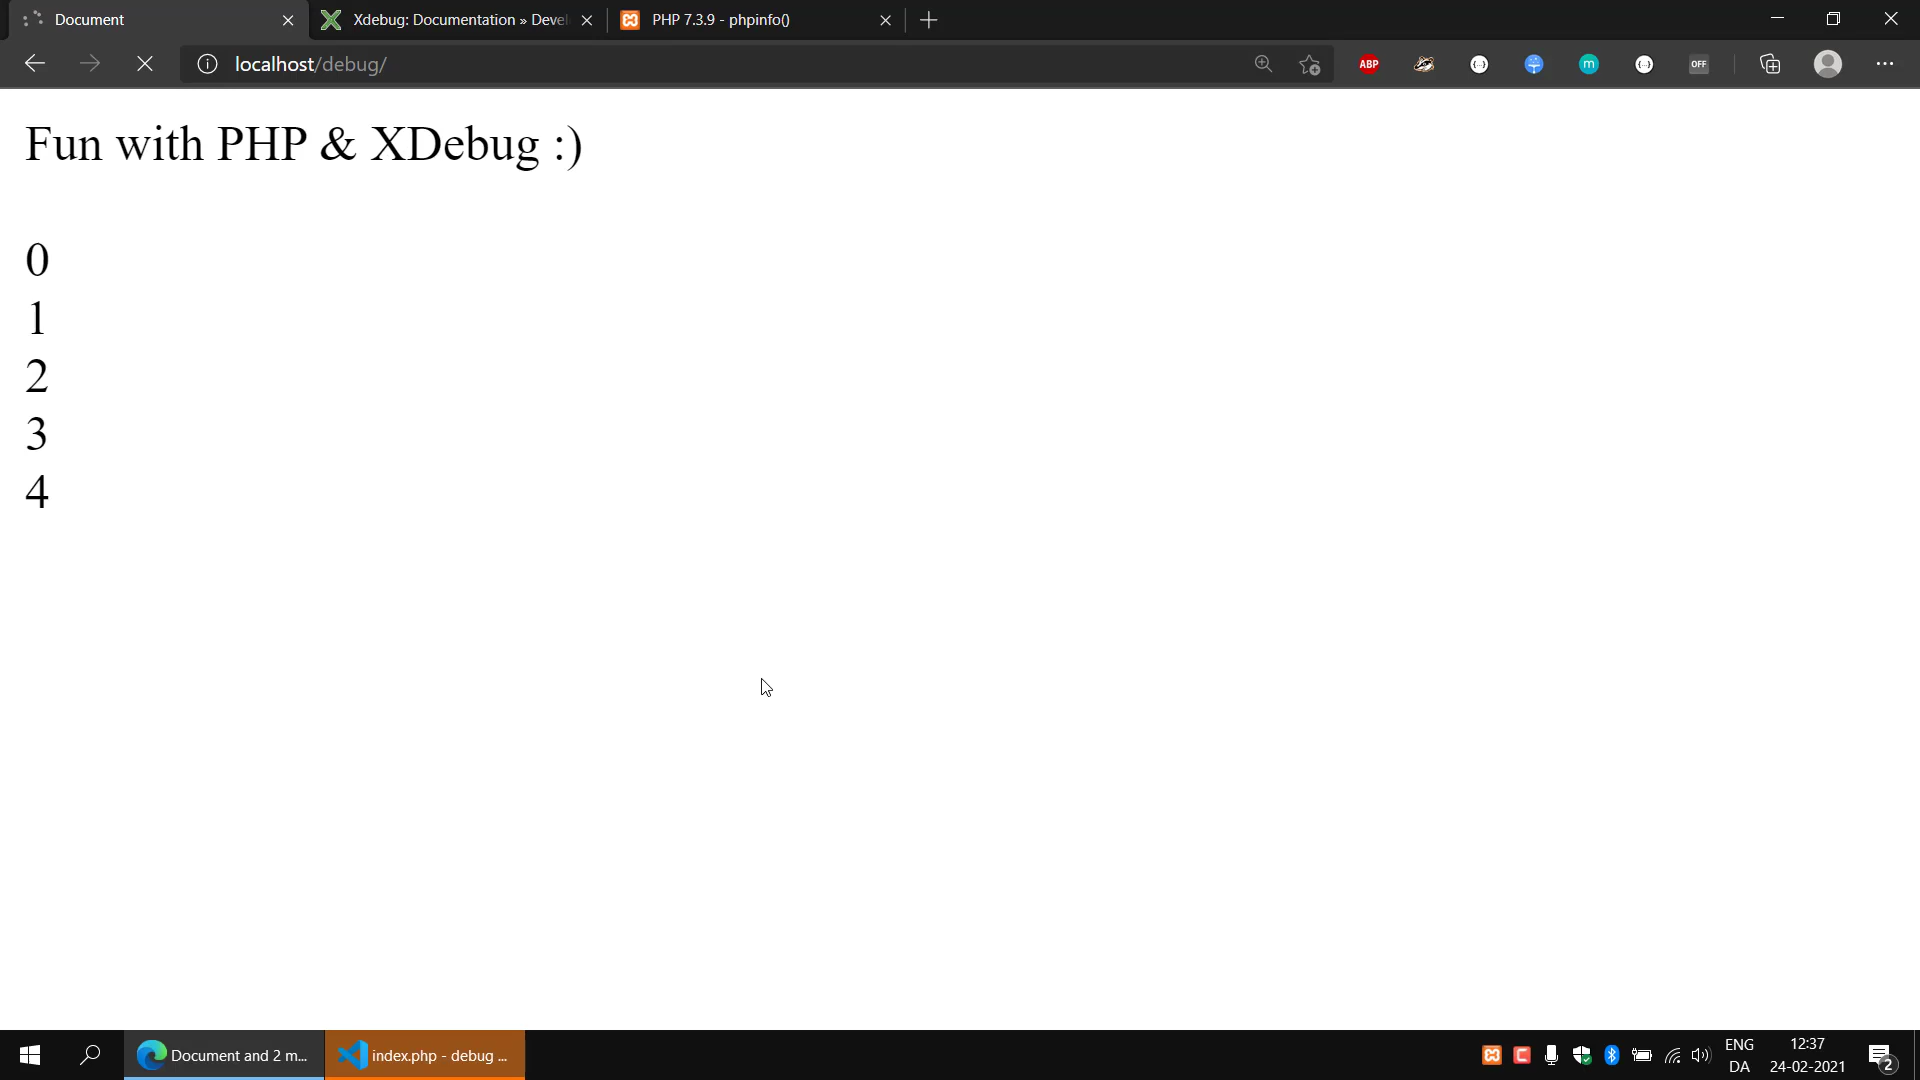 Document
Xdebug: Documentation » Deve
PHP 7.3.9 - phpinfo()
localhost/debug/
ABP
m
OFF
Fun with PHP & XDebug :)
0
1
2
3
4
Document and 2 m...
index.php - debug ...
ENG
DA
12:37
24-02-2021
2